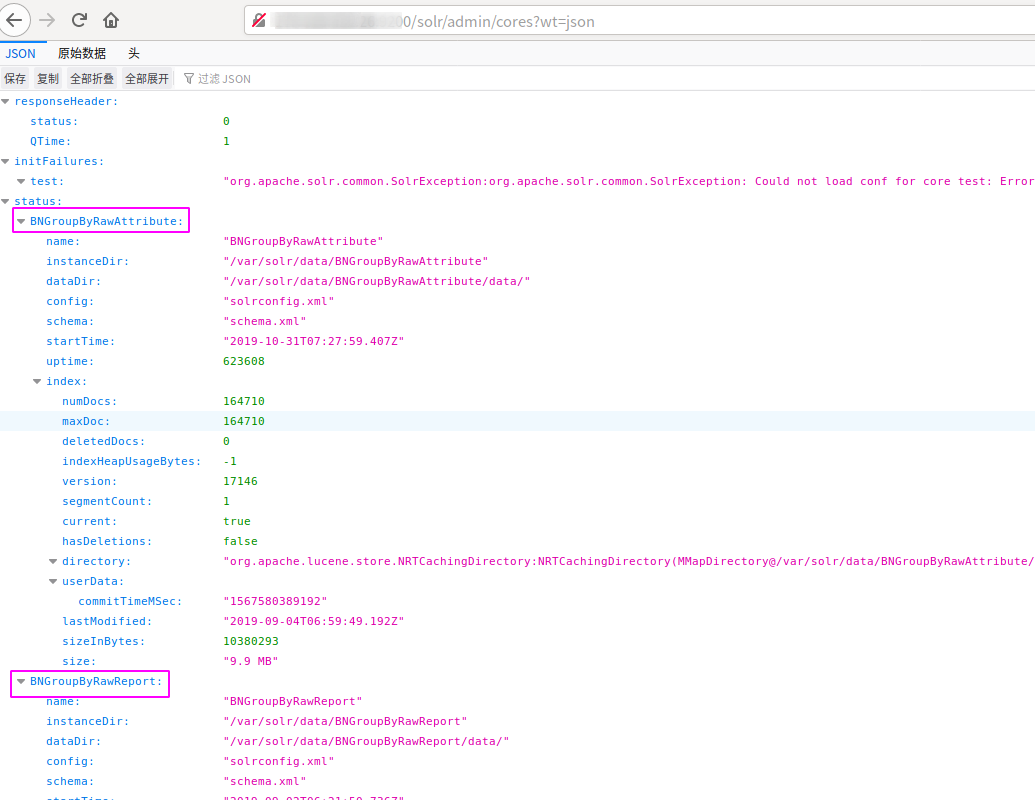 /solr/admin/cores?wt=json
JSON 原始数据 头
保存 复制 全部折叠 全部展开 过滤 JSON
responseHeader:
status: 0
QTime: 1
initFailures:
test: "org.apache.solr.common.SolrException:org.apache.solr.common.SolrException: Could not load conf for core test: Error
status:
BNGroupByRawAttribute:
name: "BNGroupByRawAttribute"
instanceDir: "/var/solr/data/BNGroupByRawAttribute"
dataDir: "/var/solr/data/BNGroupByRawAttribute/data/"
config: "solrconfig.xml"
schema: "schema.xml"
startTime: "2019-10-31T07:27:59.407Z"
uptime: 623608
index:
numDocs: 164710
maxDoc: 164710
deletedDocs: 0
indexHeapUsageBytes: -1
version: 17146
segmentCount: 1
current: true
hasDeletions: false
directory: "org.apache.lucene.store.NRTCachingDirectory:NRTCachingDirectory(MMapDirectory@/var/solr/data/BNGroupByRawAttribute/
userData:
commitTimeMSec: "1567580389192"
lastModified: "2019-09-04T06:59:49.192Z"
sizeInBytes: 10380293
size: "9.9 MB"
BNGroupByRawReport:
name: "BNGroupByRawReport"
instanceDir: "/var/solr/data/BNGroupByRawReport"
dataDir: "/var/solr/data/BNGroupByRawReport/data/"
config: "solrconfig.xml"
schema: "schema.xml"